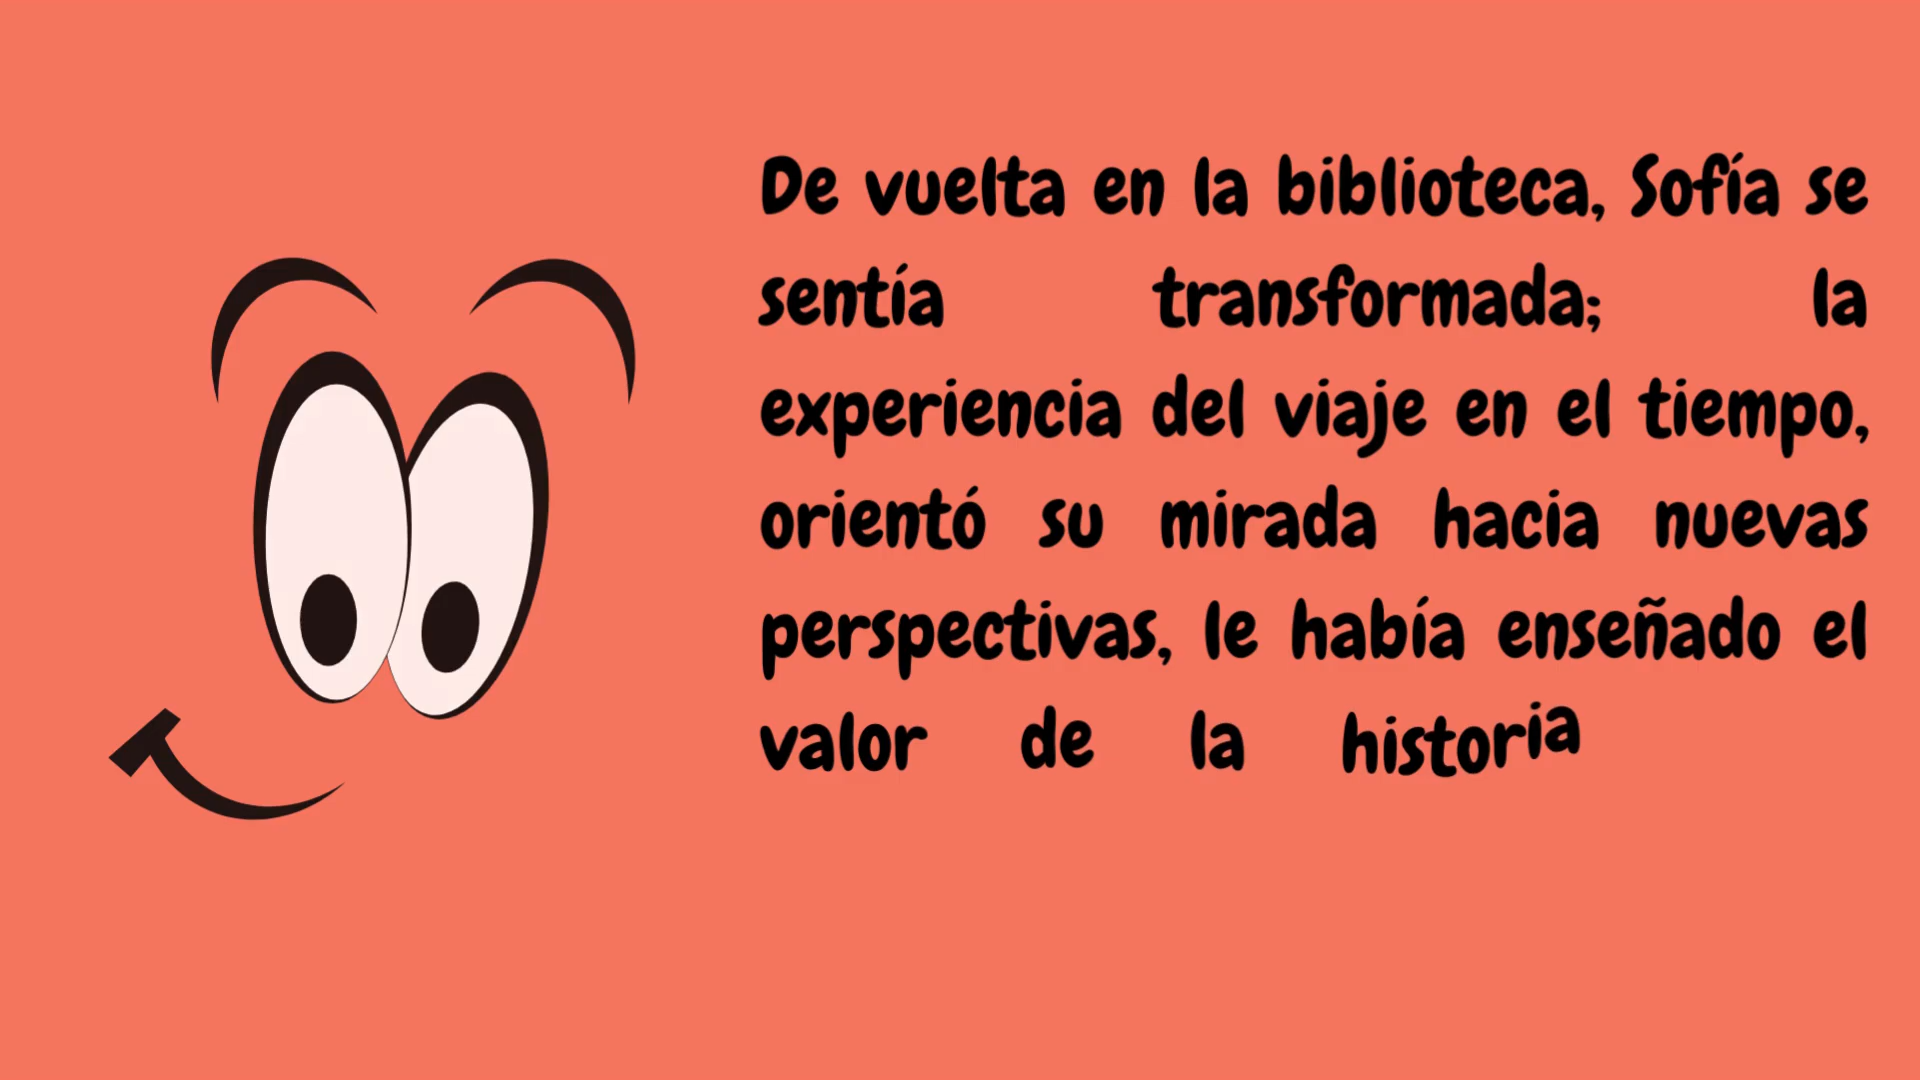 De vuelta en la biblioteca, Sofía se
sentía transformada; la
experiencia del viaje en el tiempo,
orientó su mirada hacia nuevas
perspectivas, le había enseñado el
valor de la historia